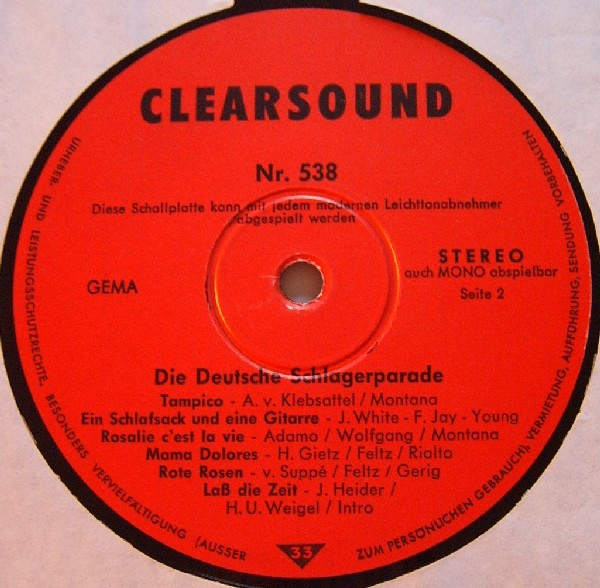 CLEARSOUND
Nr. 538
Diese Schallplatte kann mit jedem modernen Leichttonabnehmer
abgespielt werden
GEMA
STEREO
auch MONO abspielbar
Seite 2
Die Deutsche Schlagerparade
Tampico - A. v. Klebsattel / Montana
Ein Schlafsack und eine Gitarre - J. White - F. Jay - Young
Rosalie c'est la vie - Adamo / Wolfgang / Montana
Mama Dolores - H. Gietz / Feltz / Rialto
Rote Rosen - v. Suppé / Feltz / Gerig
Laß die Zeit - J. Heider /
H. U. Weigel / Intro
33
URHEBER- UND LEISTUNGSSCHUTZRECHTE, BESONDERS VERVIELFÄLTIGUNG (AUSSER ZUM PERSÖNLICHEN GEBRAUCH), VERMIETUNG, AUFFÜHRUNG, SENDUNG VORBEHALTEN